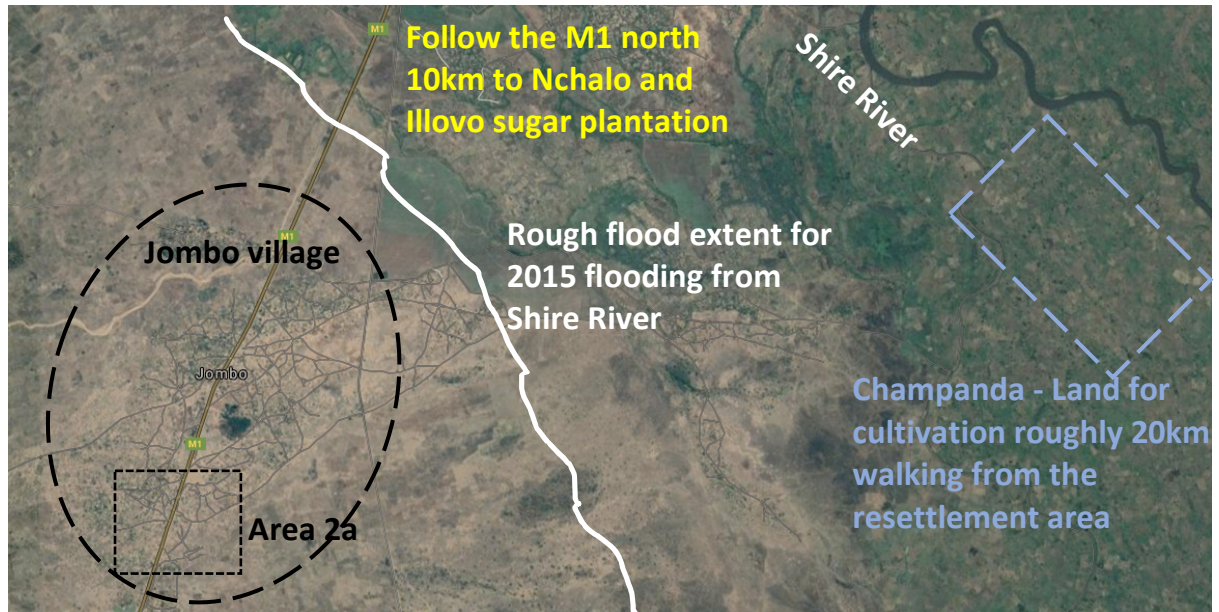 M1
Follow the M1 north
10km to Nchalo and
Illovo sugar plantation
Shire River
Jombo village
M1
Rough flood extent for
2015 flooding from
Shire River
Jombo
Champanda - Land for
cultivation roughly 20km
walking from the
resettlement area
M1
Area 2a